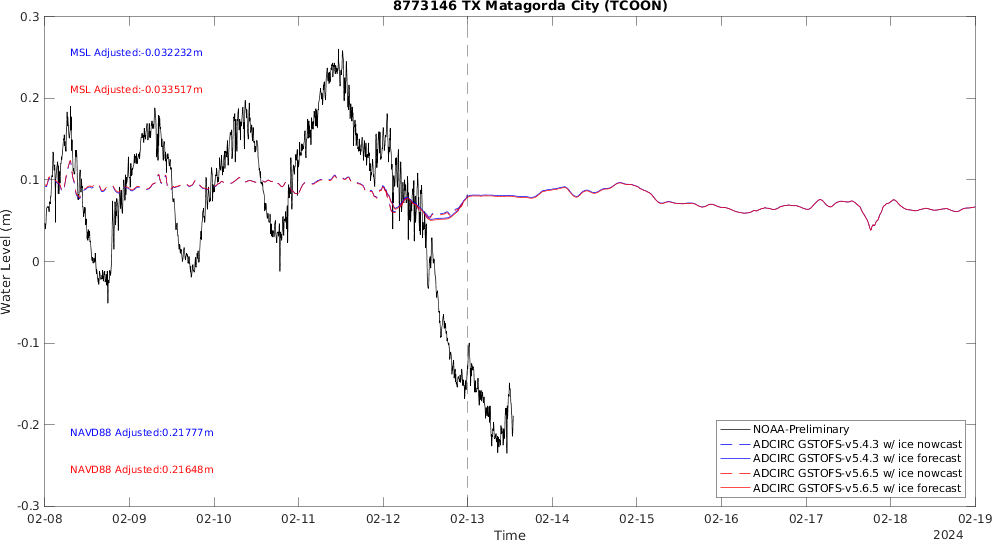 8773146 TX Matagorda City (TCOON)
0.3
0.2
0.1
0
-0.1
-0.2
-0.3
Water Level (m)
MSL Adjusted:-0.032232m
MSL Adjusted:-0.033517m
NAVD88 Adjusted:0.21777m
NAVD88 Adjusted:0.21648m
NOAA-Preliminary
ADCIRC GSTOFS-v5.4.3 w/ ice nowcast
ADCIRC GSTOFS-v5.4.3 w/ ice forecast
ADCIRC GSTOFS-v5.6.5 w/ ice nowcast
ADCIRC GSTOFS-v5.6.5 w/ ice forecast
02-08 02-09 02-10 02-11 02-12 02-13 02-14 02-15 02-16 02-17 02-18 02-19
Time
2024